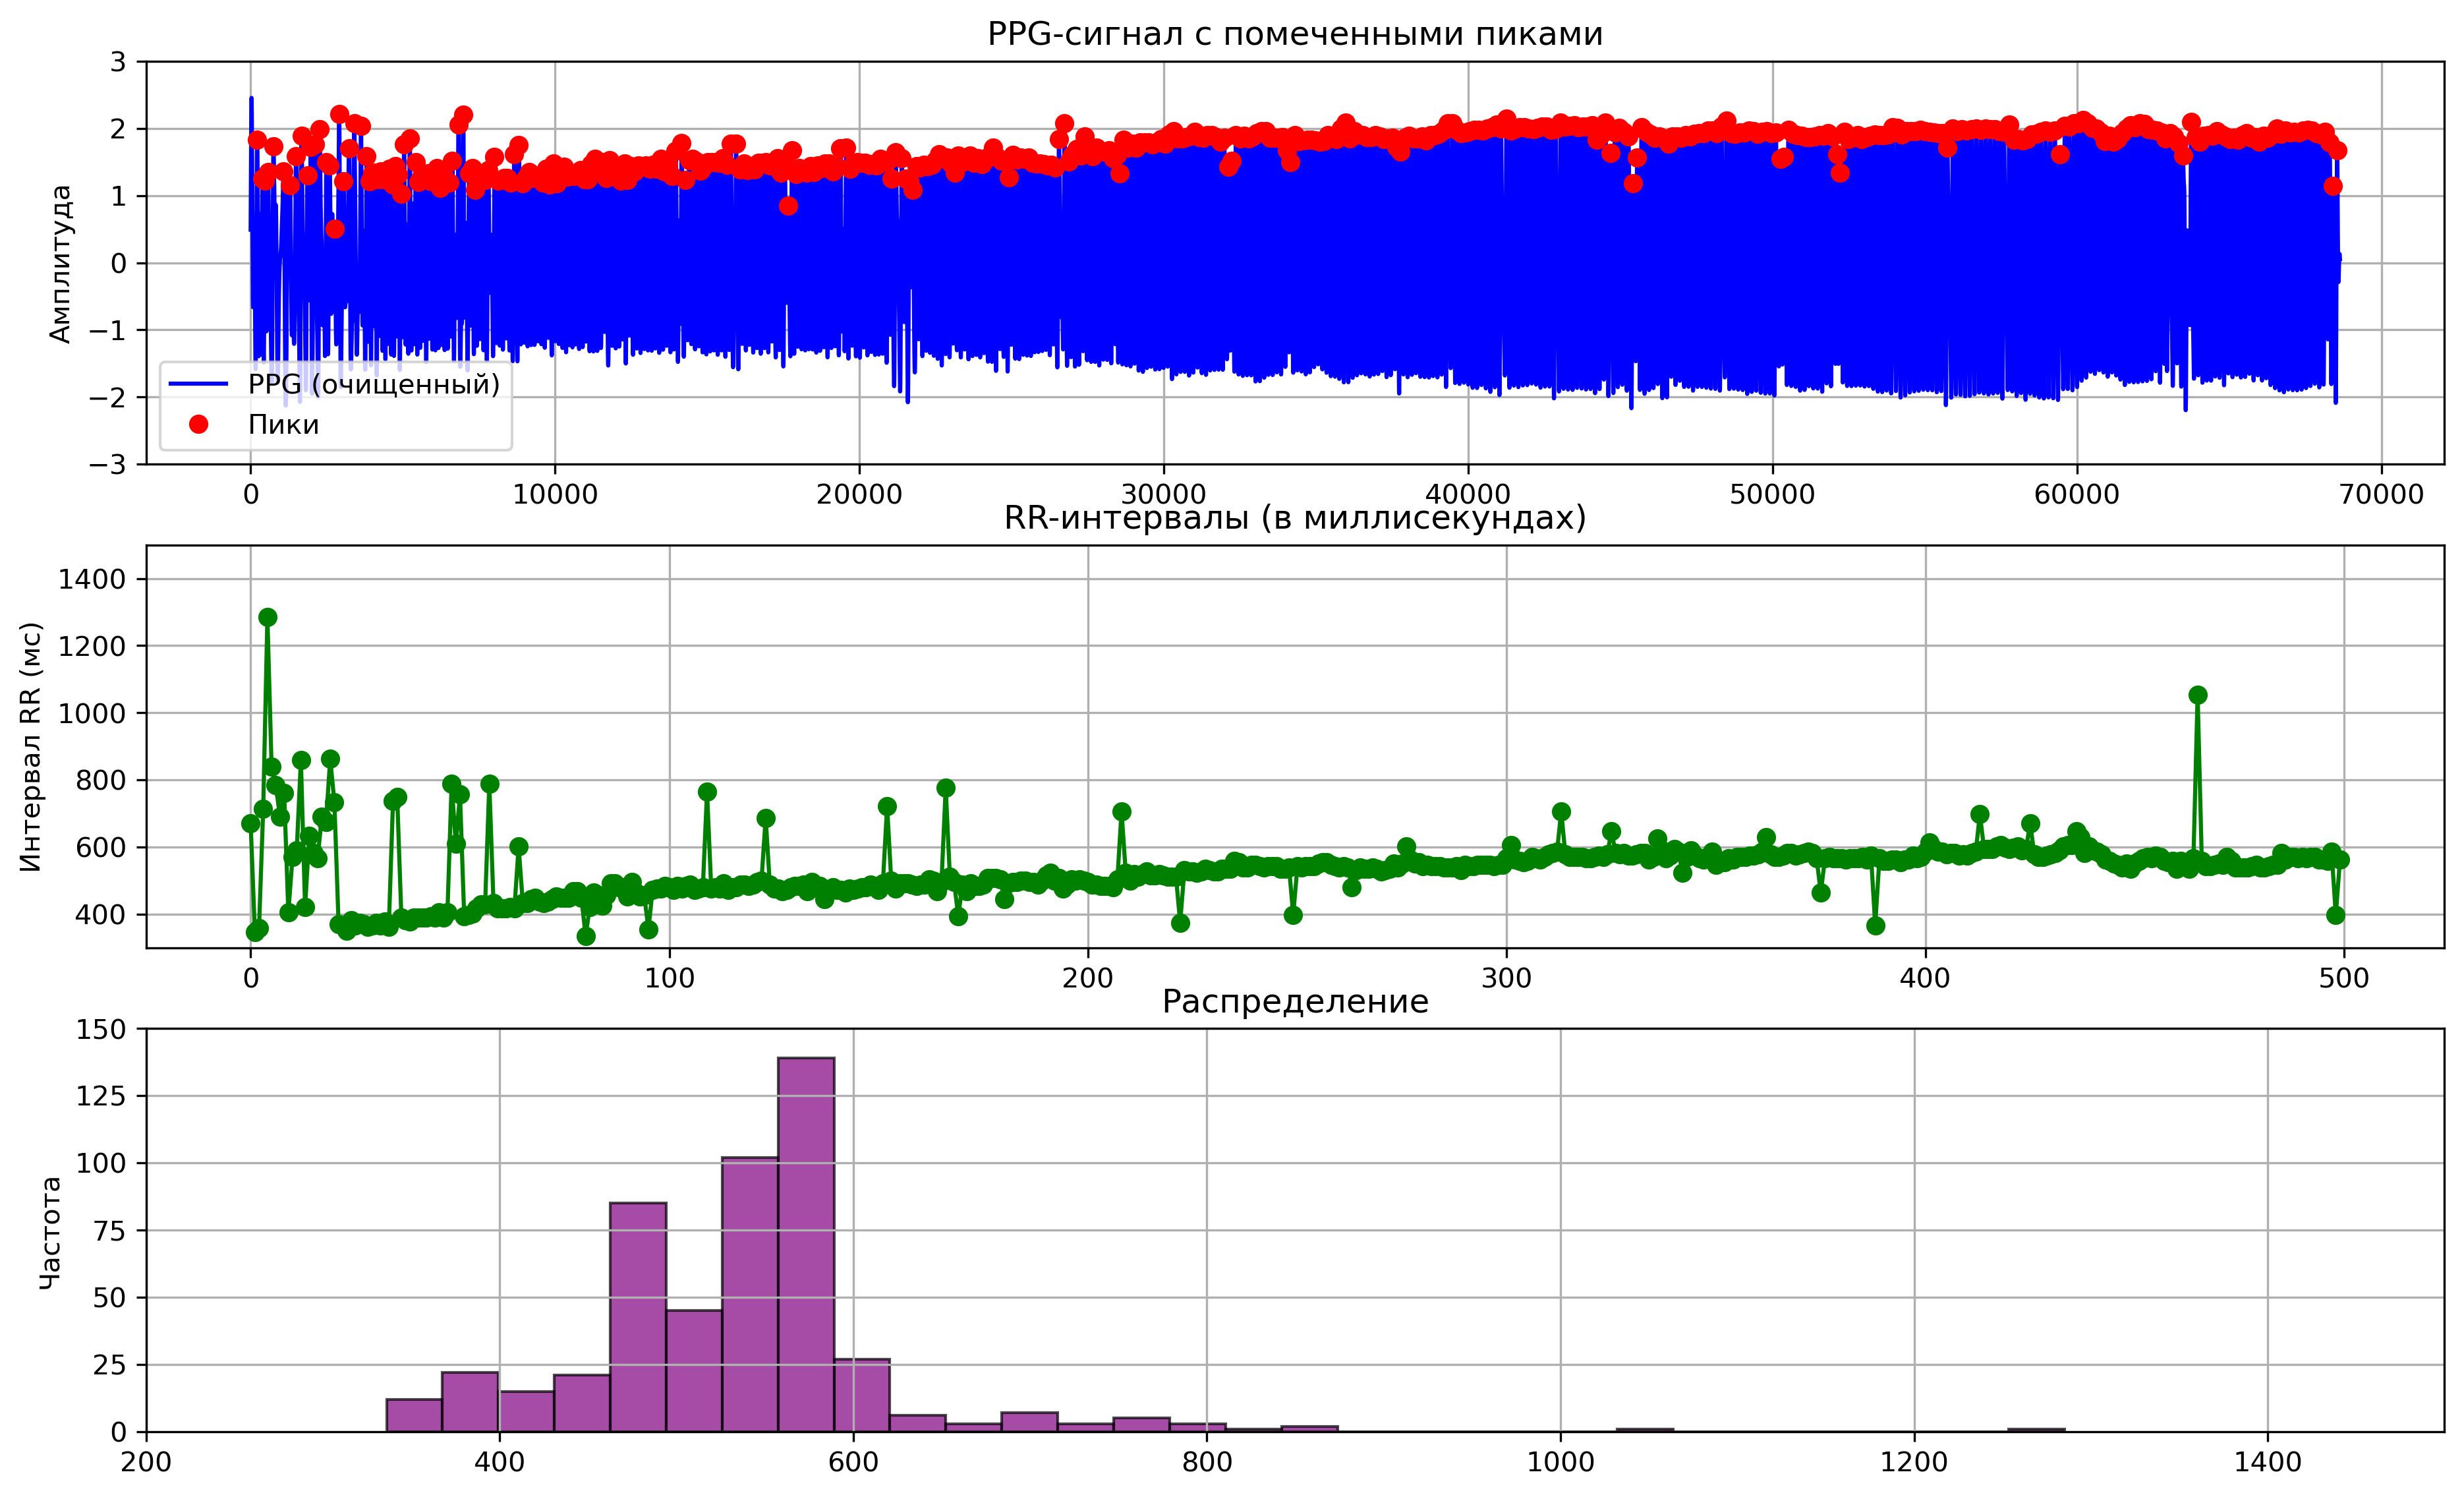 PPG-сигнал с помеченными пиками
Амплитуда
3
2
1
0
−1
−2
−3
PPG (очищенный)
Пики
0 10000 20000 30000 40000 50000 60000 70000
RR-интервалы (в миллисекундах)
Интервал RR (мс)
1400
1200
1000
800
600
400
0 100 200 300 400 500
Распределение
Частота
150
125
100
75
50
25
0
200 400 600 800 1000 1200 1400